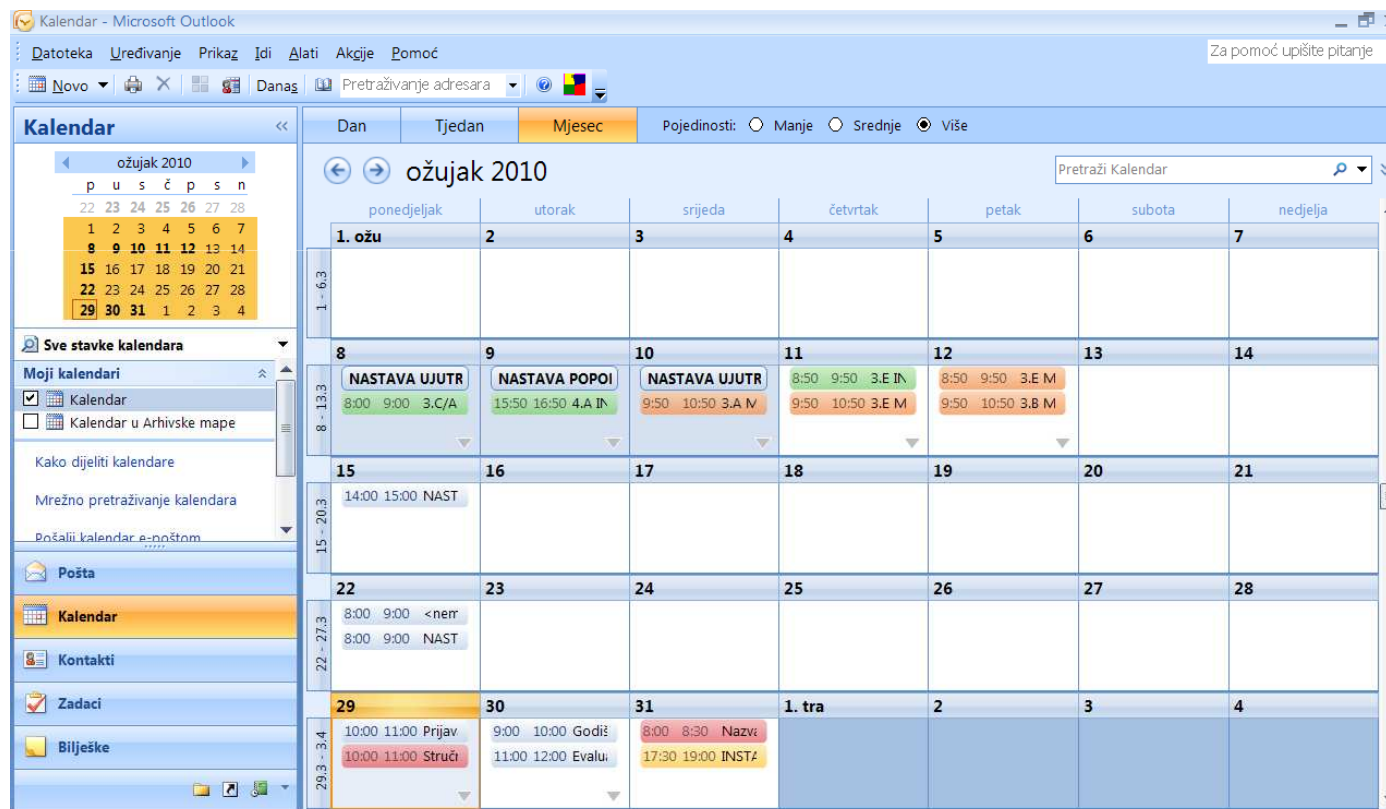 Kalendar - Microsoft Outlook
Datoteka Uređivanje Prikaz Idi Alati Akcije Pomoć
Za pomoć upišite pitanje
Novo Danas Pretraživanje adresara
Kalendar «
Dan Tjedan Mjesec Pojedinosti: Manje Srednje Više
ožujak 2010
p u s č p s n
22 23 24 25 26 27 28
1 2 3 4 5 6 7
8 9 10 11 12 13 14
15 16 17 18 19 20 21
22 23 24 25 26 27 28
29 30 31 1 2 3 4
Sve stavke kalendara
Moji kalendari
Kalendar
Kalendar u Arhivske mape
Kako dijeliti kalendare
Mrežno pretraživanje kalendara
Pošalji kalendar e-poštom
Pošta
Kalendar
Kontakti
Zadaci
Bilješke
ožujak 2010
Pretraži Kalendar
ponedjeljak utorak srijeda četvrtak petak subota nedjelja
1. ožu 2 3 4 5 6 7
1 - 6.3
8 9 10 11 12 13 14
8 - 13.3
NASTAVA UJUTR NASTAVA POPOI NASTAVA UJUTR 8:50 9:50 3.E IN 8:50 9:50 3.E M
8:00 9:00 3.C/A 15:50 16:50 4.A IN 9:50 10:50 3.A M 9:50 10:50 3.E M 9:50 10:50 3.B M
15 16 17 18 19 20 21
15 - 20.3
14:00 15:00 NAST
22 23 24 25 26 27 28
22 - 27.3
8:00 9:00 <nem
8:00 9:00 NAST
29 30 31 1. tra 2 3 4
29.3 - 3.4
10:00 11:00 Prijav 9:00 10:00 Godiš 8:00 8:30 Nazva
10:00 11:00 Stručı 11:00 12:00 Evalu 17:30 19:00 INSTA